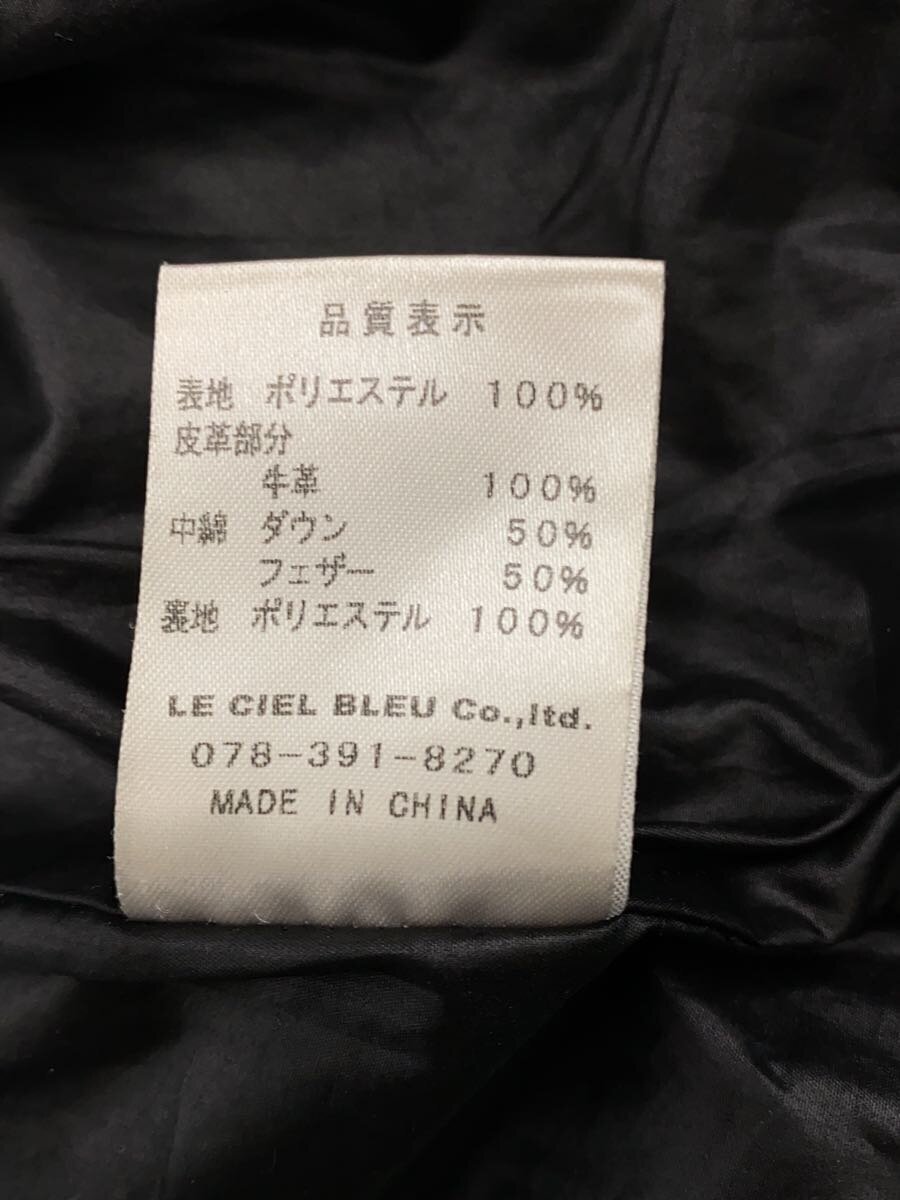 品質表示
表地 ポリエステル 100%
皮革部分
牛革 100%
中綿 ダウン 50%
フェザー 50%
裏地 ポリエステル 100%
LE CIEL BLEU Co.,ltd.
078-391-8270
MADE IN CHINA